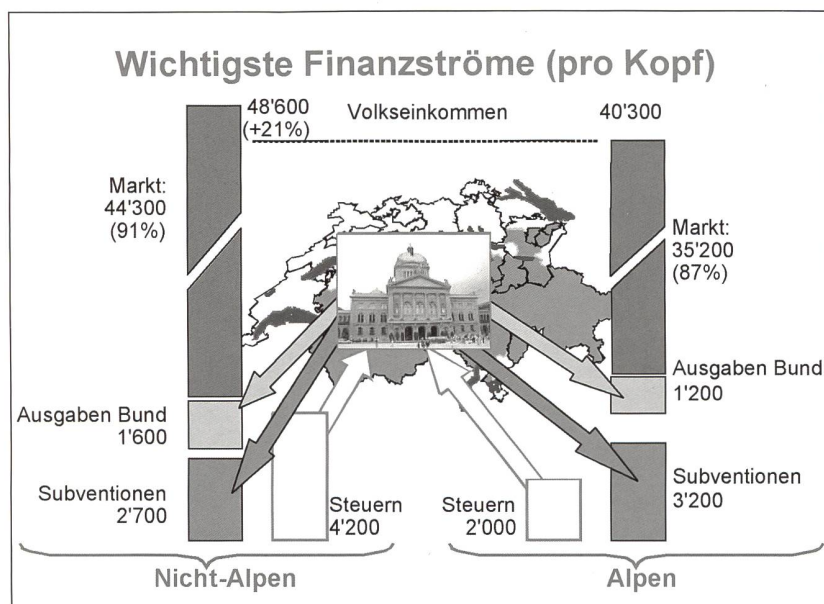 Wichtigste Finanzströme (pro Kopf)
48'600
(+21%)
Volkseinkommen
40'300
Markt:
44'300
(91%)
Markt:
35'200
(87%)
Ausgaben Bund
1'600
Ausgaben Bund
1'200
Subventionen
2'700
Steuern
4'200
Steuern
2'000
Subventionen
3'200
Nicht-Alpen
Alpen